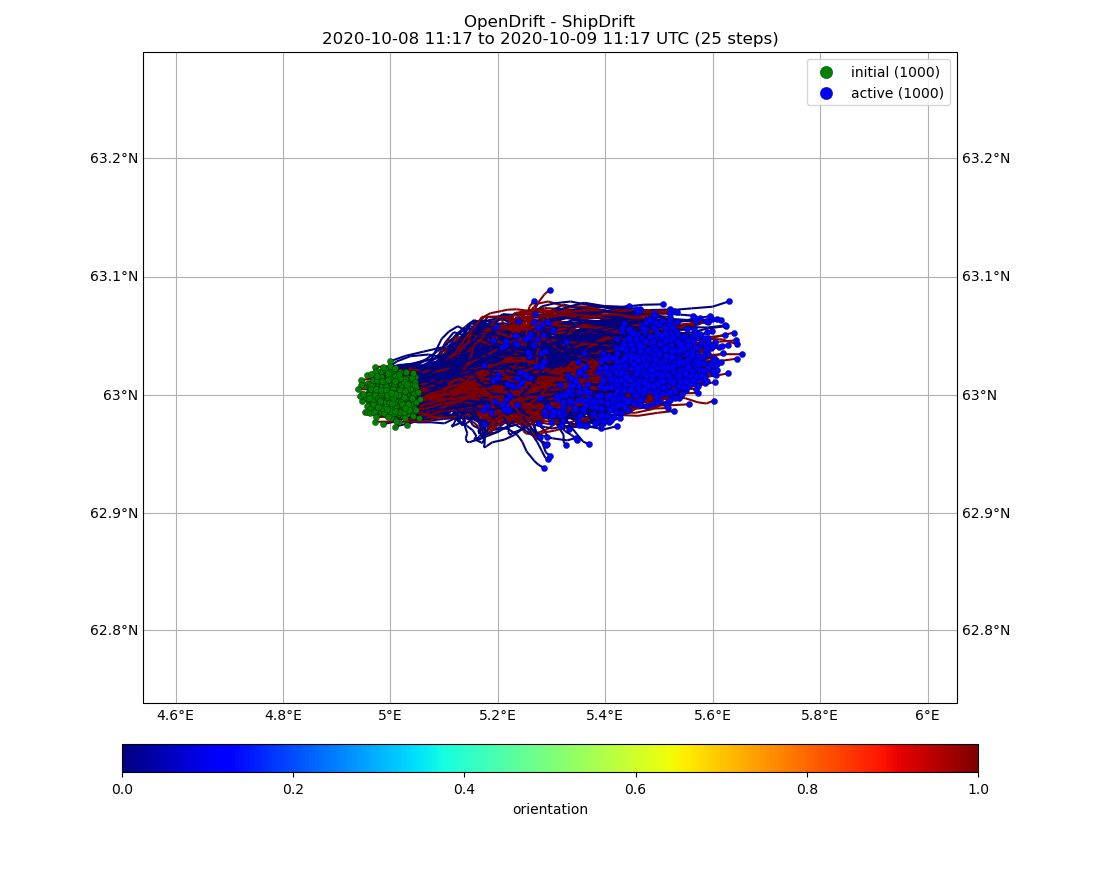 OpenDrift - ShipDrift
2020-10-08 11:17 to 2020-10-09 11:17 UTC (25 steps)
initial (1000)
active (1000)
63.2°N 63.2°N
63.1°N 63.1°N
63°N 63°N
62.9°N 62.9°N
62.8°N 62.8°N
4.6°E 4.8°E 5°E 5.2°E 5.4°E 5.6°E 5.8°E 6°E
0.0 0.2 0.4 0.6 0.8 1.0
orientation